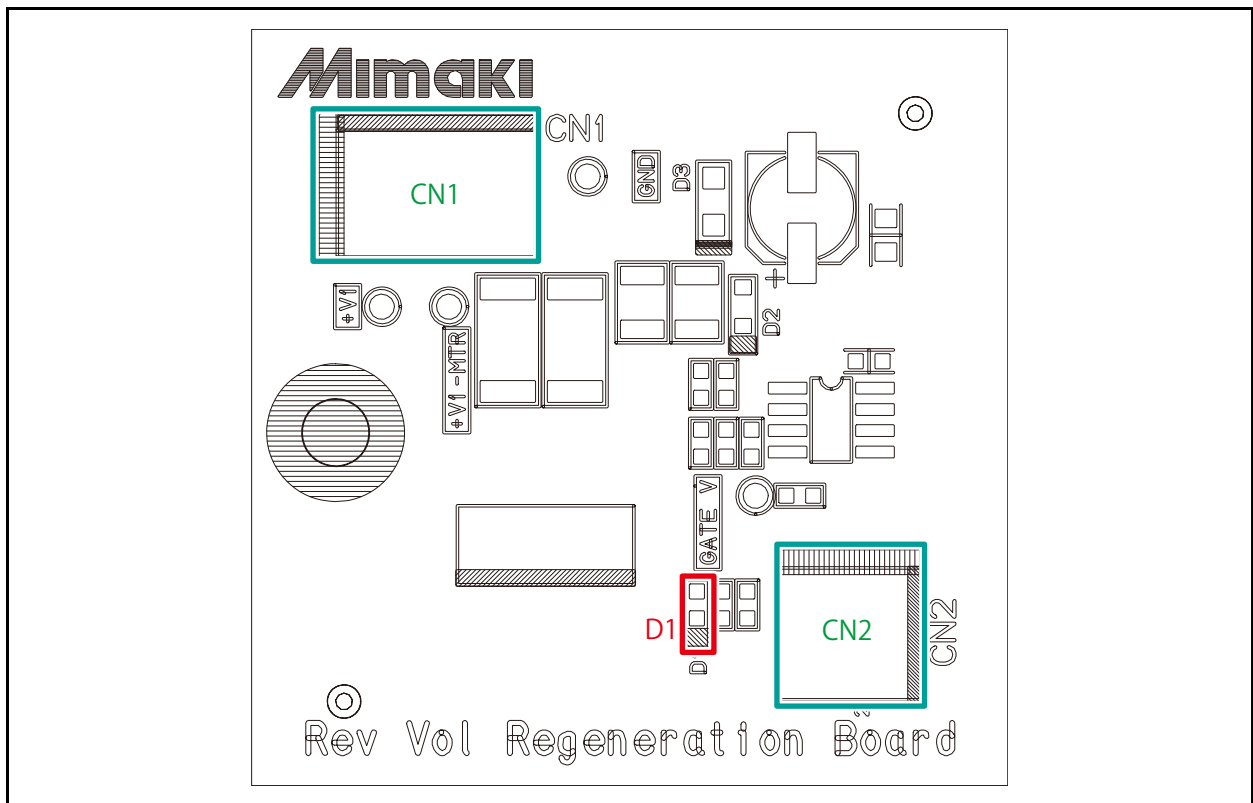 Mimaki
CN1
CN1
GND
D3
+V1
+V1-MTR
D2
GATE V
D1
D
CN2
CN2
Rev Vol Regeneration Board